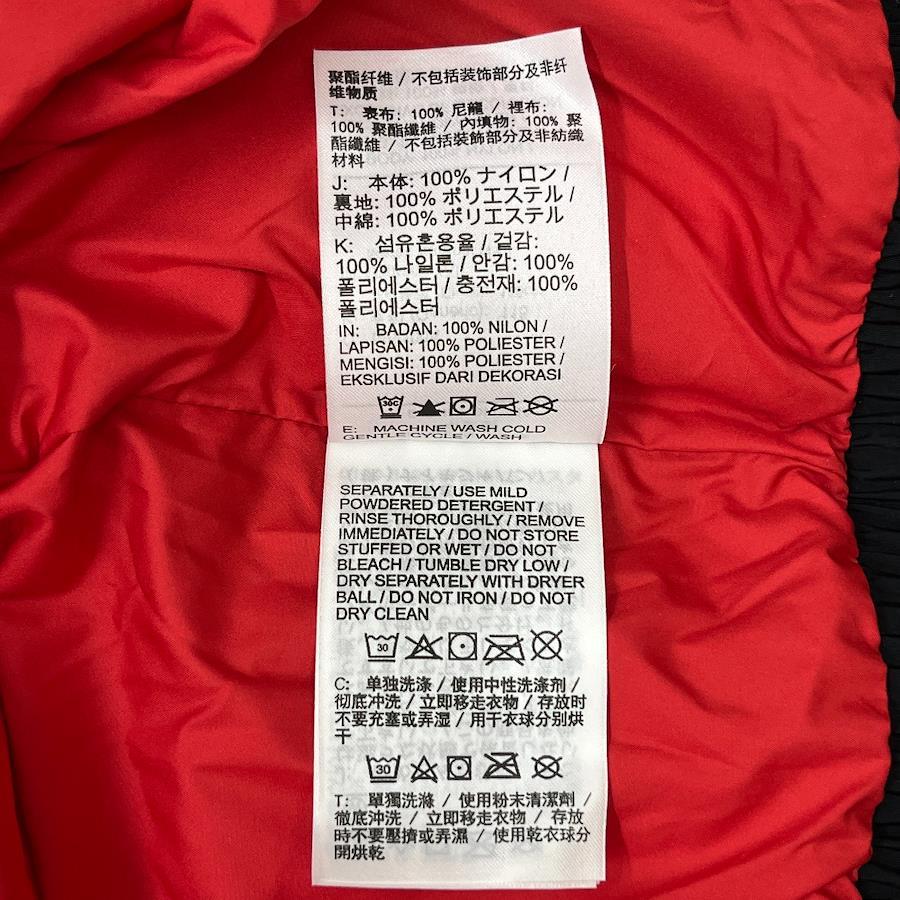 聚酯纤维 / 不包括装饰部分及非纤
维物质
T: 表布: 100% 尼龍 / 裡布:
100% 聚酯纖維 / 內填物: 100% 聚
酯纖維 / 不包括裝飾部分及非紡織
材料
J: 本体: 100% ナイロン /
裏地: 100% ポリエステル /
中綿: 100% ポリエステル
K: 섬유혼용율 / 겉감:
100% 나일론 / 안감: 100%
폴리에스터 / 충전재: 100%
폴리에스터
IN: BADAN: 100% NILON /
LAPISAN: 100% POLIESTER /
MENGISI: 100% POLIESTER /
EKSKLUSIF DARI DEKORASI
30C
E: MACHINE WASH COLD
GENTLE CYCLE / WASH
SEPARATELY / USE MILD
POWDERED DETERGENT /
RINSE THOROUGHLY / REMOVE
IMMEDIATELY / DO NOT STORE
STUFFED OR WET / DO NOT
BLEACH / TUMBLE DRY LOW /
DRY SEPARATELY WITH DRYER
BALL / DO NOT IRON / DO NOT
DRY CLEAN
30
C: 单独洗涤 / 使用中性洗涤剂 /
彻底冲洗 / 立即移走衣物 / 存放时
不要充塞或弄湿 / 用干衣球分别烘
干
30
T: 單獨洗滌 / 使用粉末清潔劑 /
徹底沖洗 / 立即移走衣物 / 存放
時不要壓擠或弄濕 / 使用乾衣球分
開烘乾